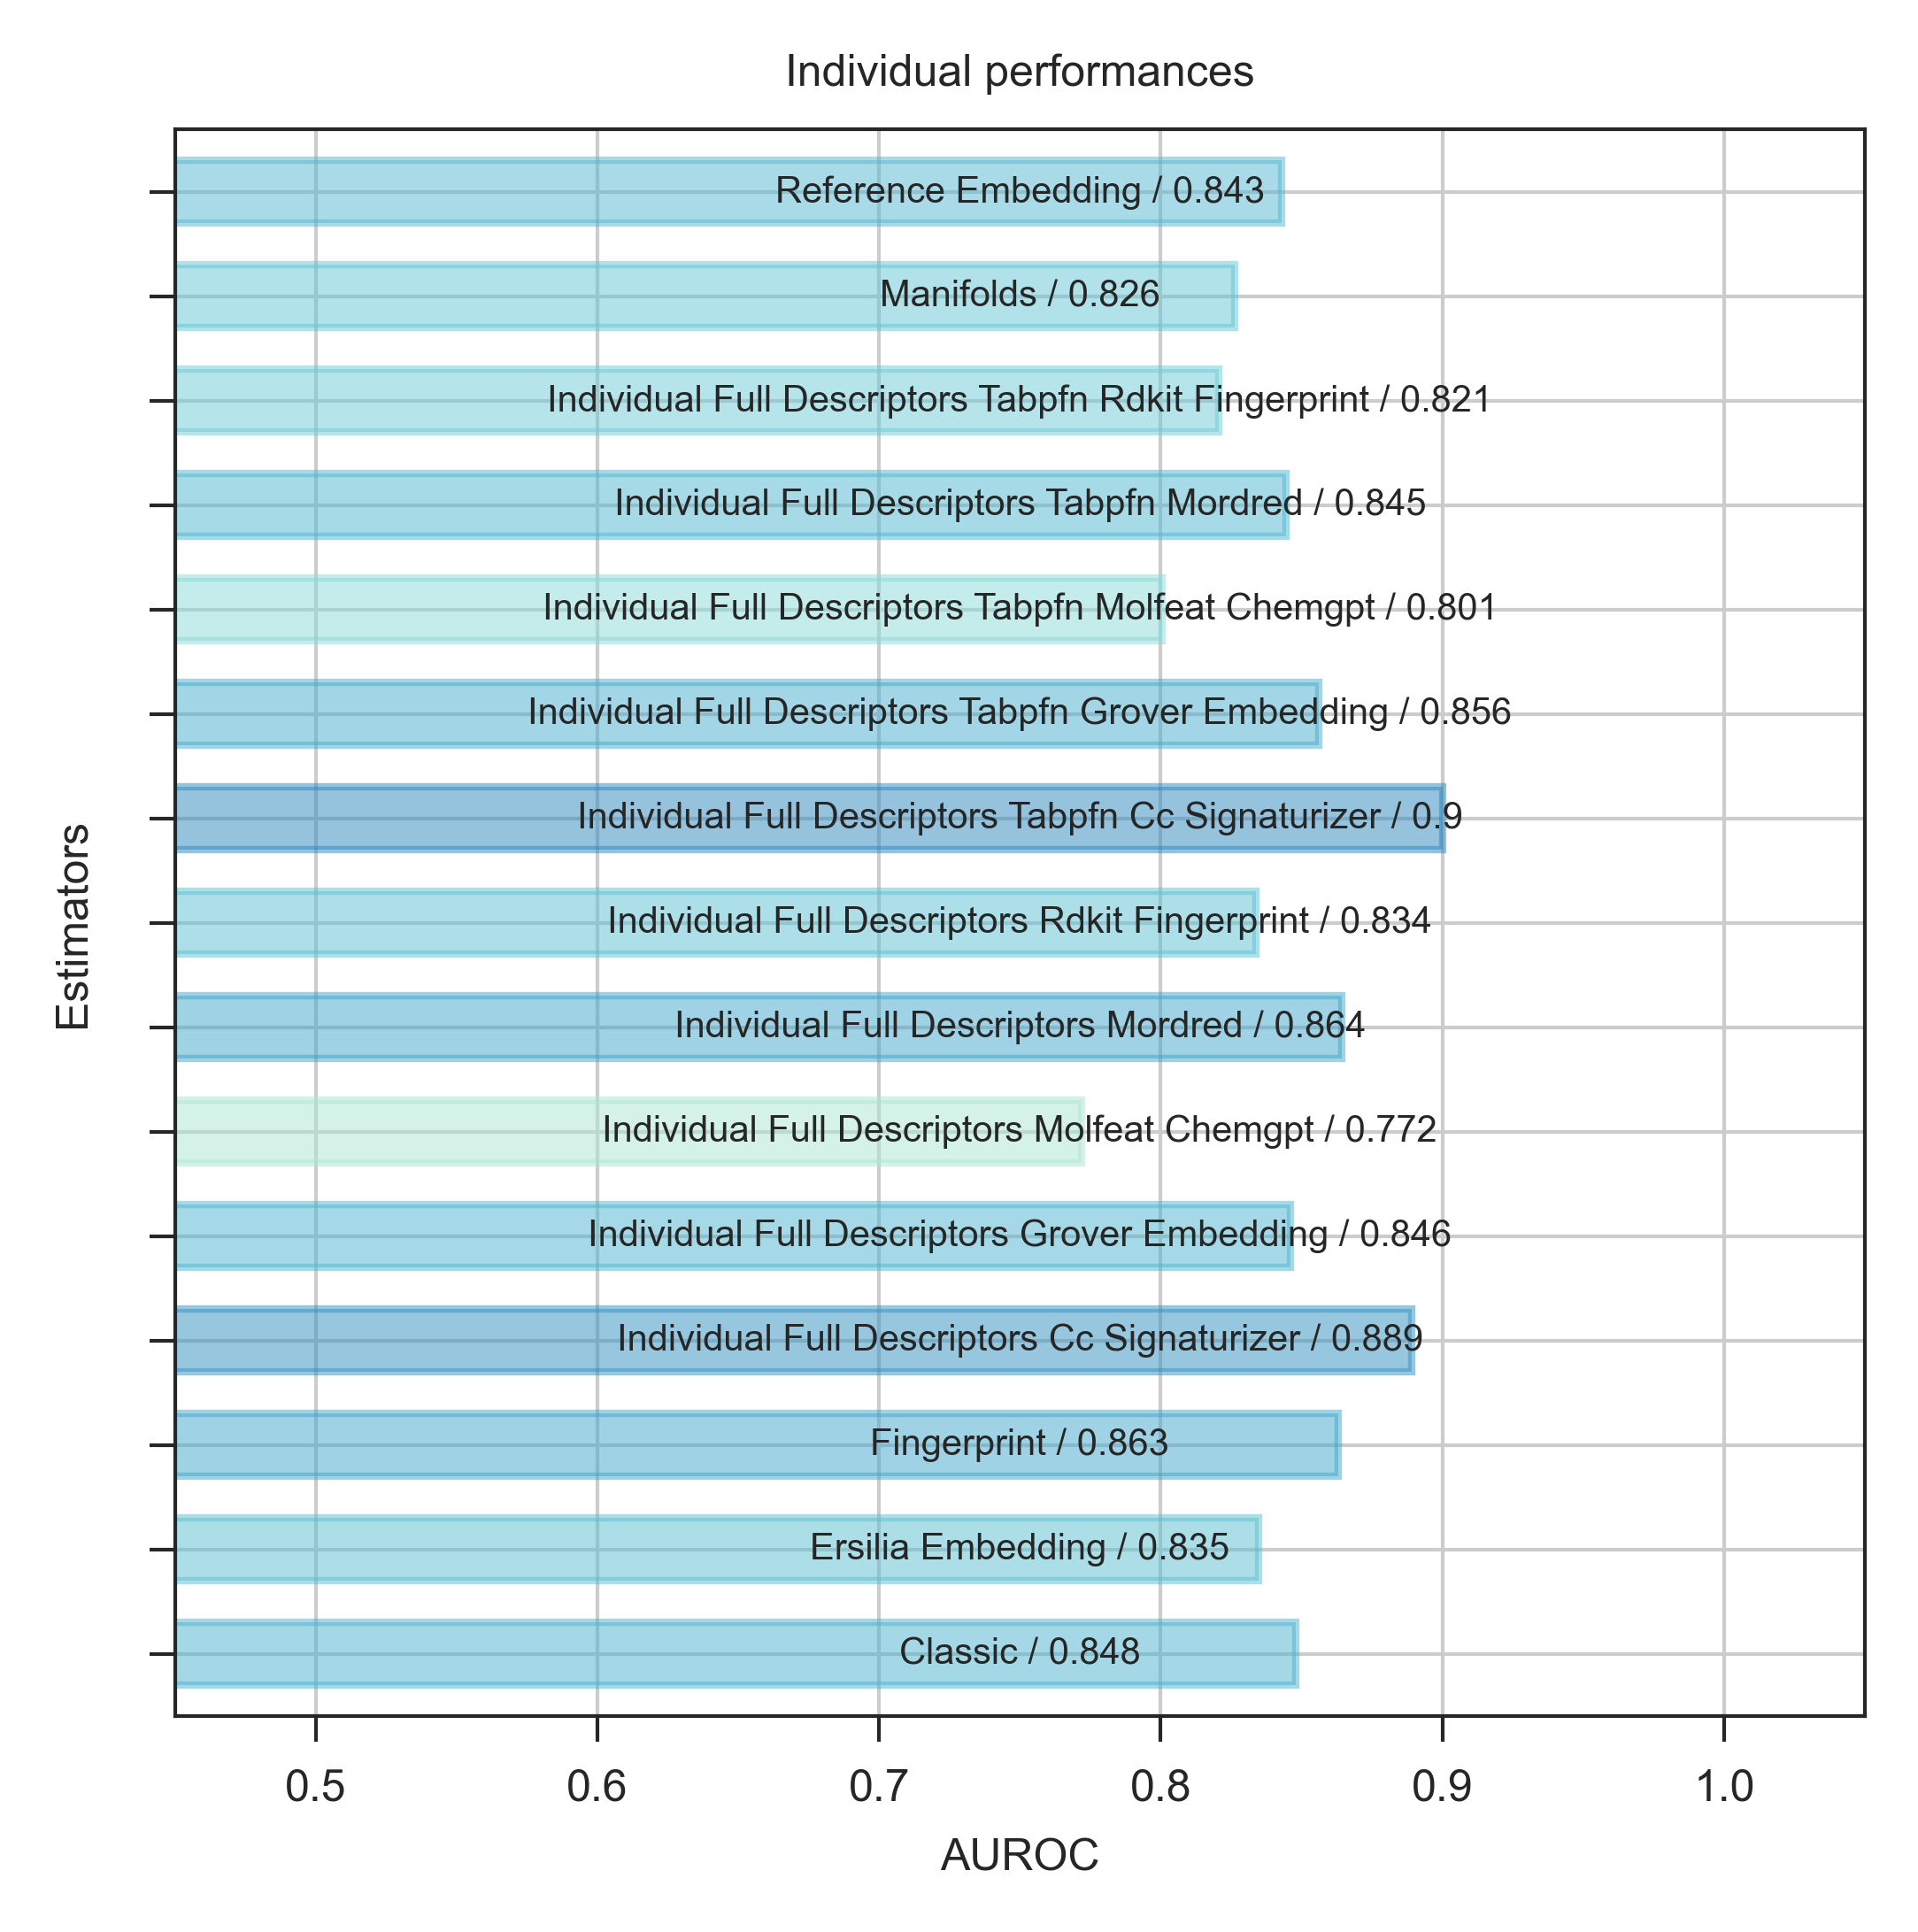 Individual performances
Reference Embedding / 0.843
Manifolds / 0.826
Individual Full Descriptors Tabpfn Rdkit Fingerprint / 0.821
Individual Full Descriptors Tabpfn Mordred / 0.845
Individual Full Descriptors Tabpfn Molfeat Chemgpt / 0.801
Individual Full Descriptors Tabpfn Grover Embedding / 0.856
Individual Full Descriptors Tabpfn Cc Signaturizer / 0.9
Individual Full Descriptors Rdkit Fingerprint / 0.834
Individual Full Descriptors Mordred / 0.864
Individual Full Descriptors Molfeat Chemgpt / 0.772
Individual Full Descriptors Grover Embedding / 0.846
Individual Full Descriptors Cc Signaturizer / 0.889
Fingerprint / 0.863
Ersilia Embedding / 0.835
Classic / 0.848
Estimators
0.5 0.6 0.7 0.8 0.9 1.0
AUROC